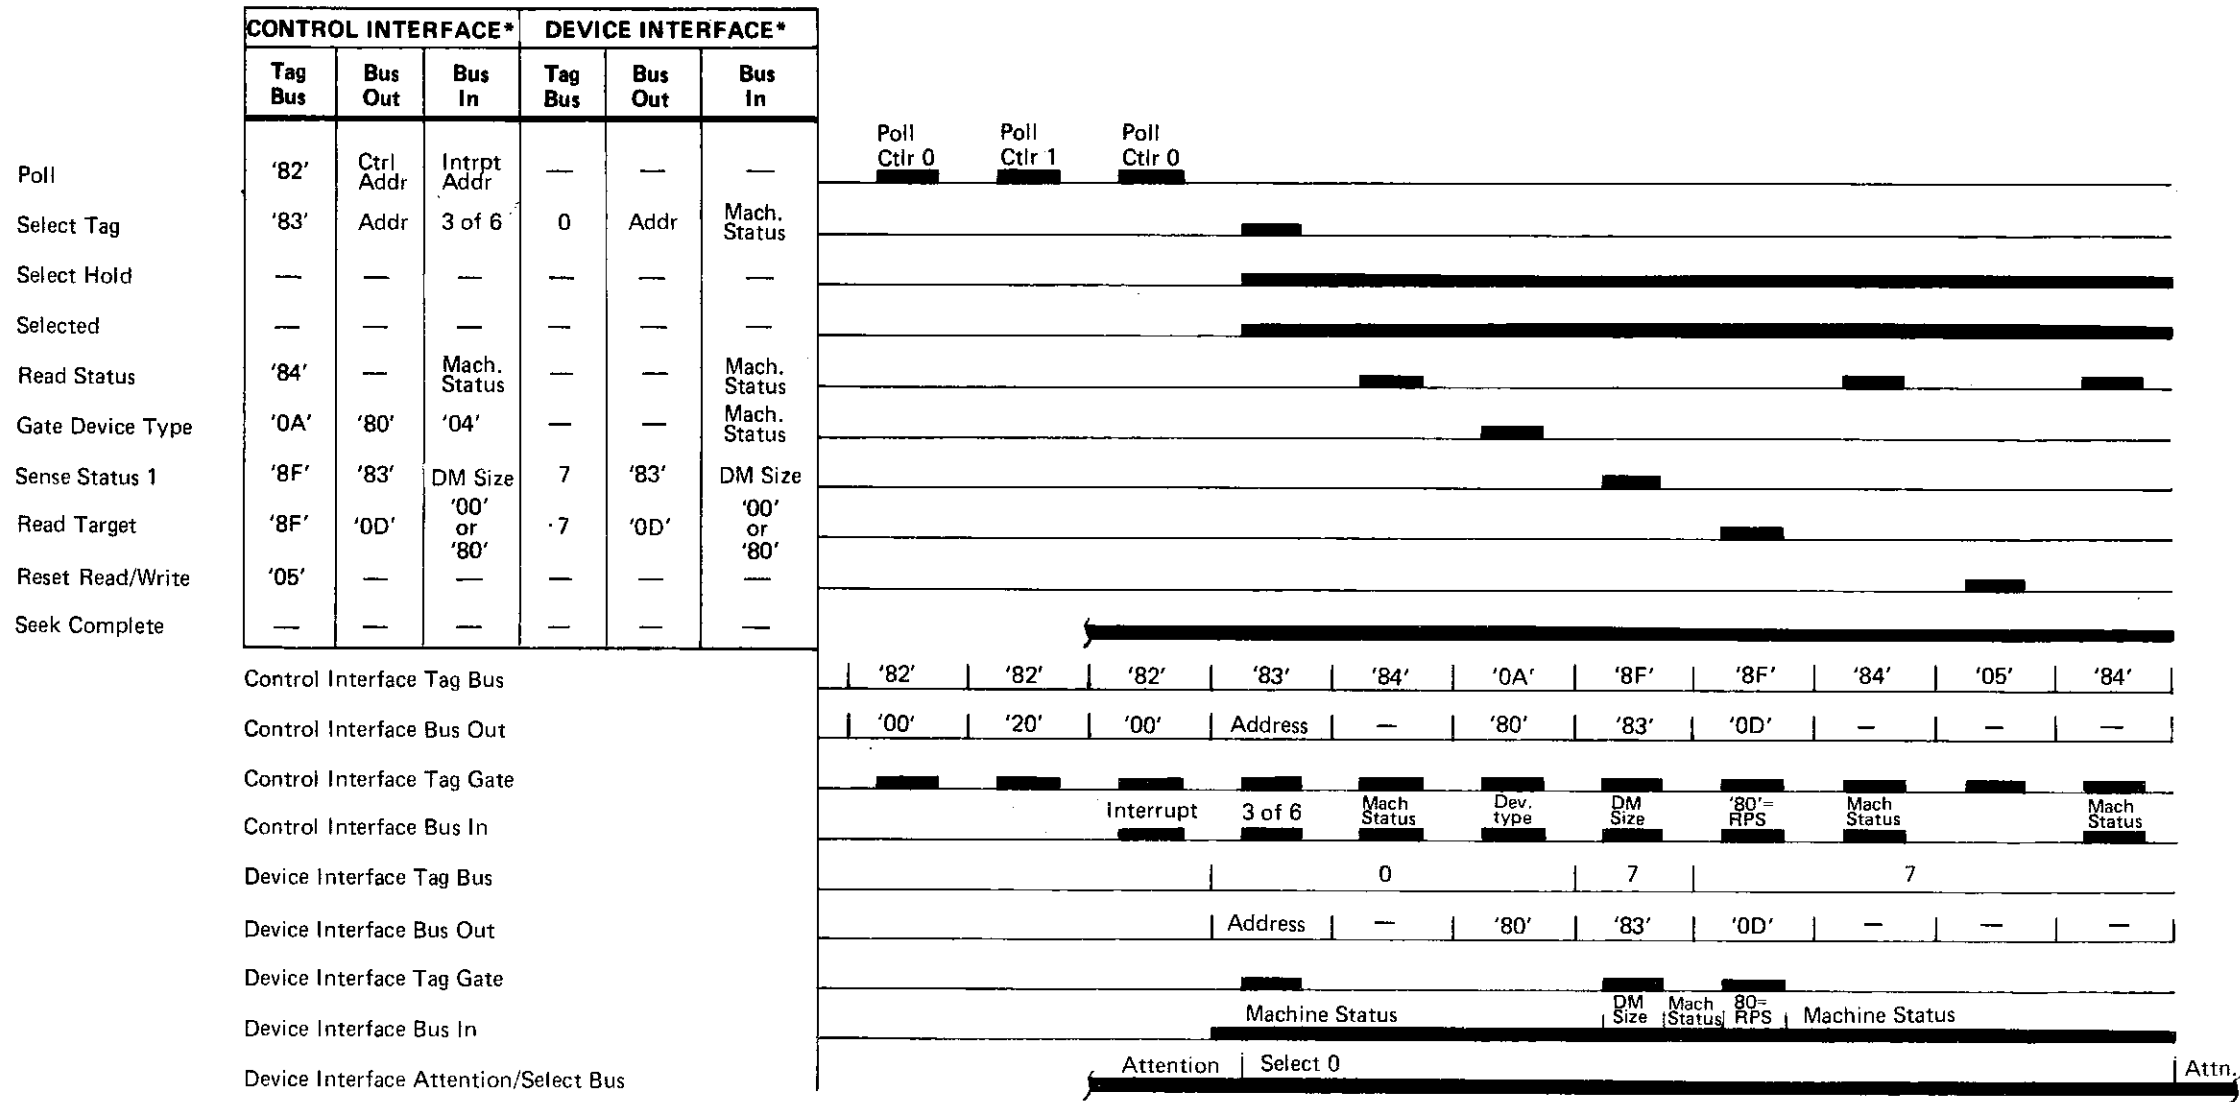 CONTROL INTERFACE* DEVICE INTERFACE*
Tag Bus Bus Tag Bus Bus
Bus Out In Bus Out In
Poll Poll Poll
Ctlr 0 Ctlr 1 Ctlr 0
Poll '82' Ctrl Addr Intrpt Addr — — —
Select Tag '83' Addr 3 of 6 0 Addr Mach. Status
Select Hold — — — — — —
Selected — — — — — —
Read Status '84' — Mach. Status — — Mach. Status
Gate Device Type '0A' '80' '04' — — Mach. Status
Sense Status 1 '8F' '83' DM Size 7 '83' DM Size
Read Target '8F' '0D' '00' or '80' 7 '0D' '00' or '80'
Reset Read/Write '05' — — — — —
Seek Complete — — — — — —
Control Interface Tag Bus '82' '82' '82' '83' '84' '0A' '8F' '8F' '84' '05' '84'
Control Interface Bus Out '00' '20' '00' Address — '80' '83' '0D' — — —
Control Interface Tag Gate
Control Interface Bus In Interrupt 3 of 6 Mach Status Dev. type DM Size '80'= RPS Mach Status Mach Status
Device Interface Tag Bus 0 7 7
Device Interface Bus Out Address — '80' '83' '0D' — — —
Device Interface Tag Gate
Device Interface Bus In Machine Status DM Size Mach Status 80= RPS Machine Status
Device Interface Attention/Select Bus Attention Select 0 Attn.